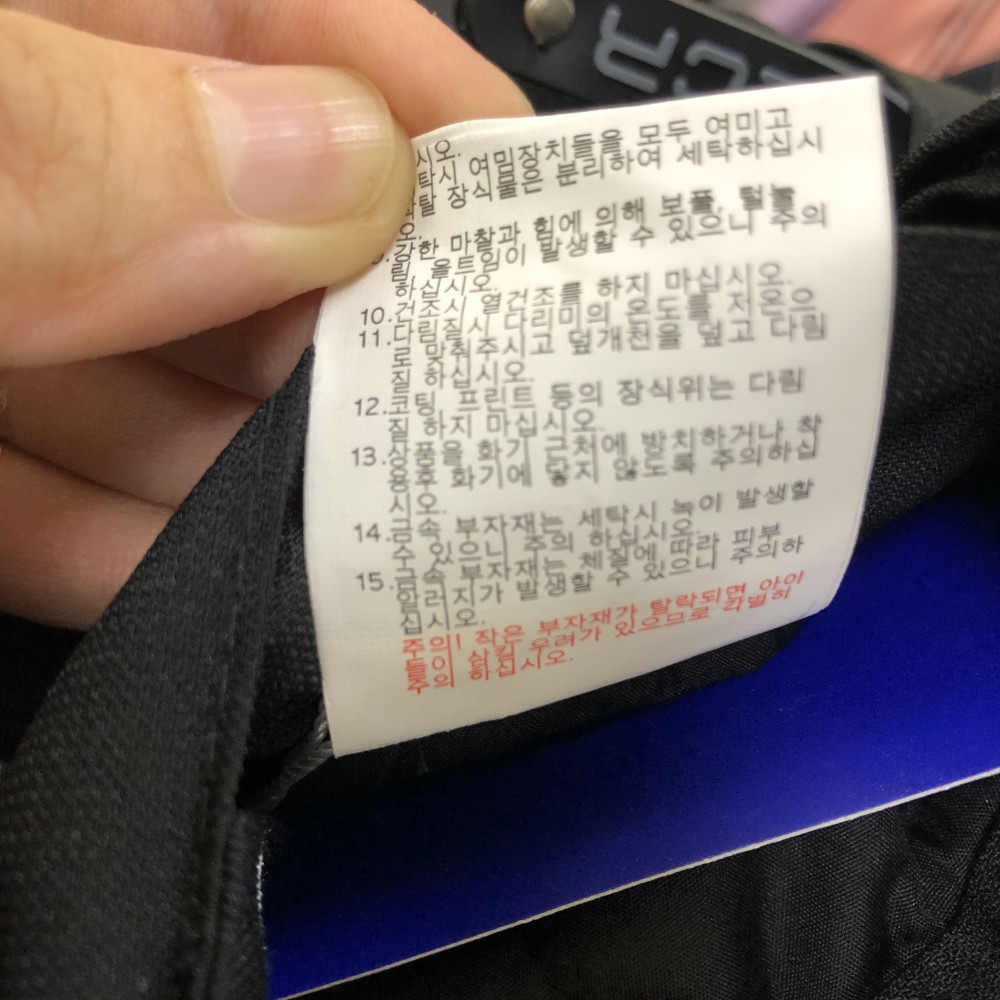 CR
시오.
탁시 여밈장치들을 모두 여미고
탈 장식물은 분리하여 세탁하십시
오.
강한 마찰과 힘에 의해 보풀, 털눌
림, 올트임이 발생할 수 있으니 주의
하십시오.
10.건조시 열건조를 하지 마십시오.
11.다림질시 다리미의 온도를 저온으
로 맞춰주시고 덮개천을 덮고 다림
질 하십시오.
12.코팅 프린트 등의 장식위는 다림
질 하지 마십시오.
13.상품을 화기 근처에 방치하거나 착
용후 화기에 닿지 않도록 주의하십
시오.
14.금속 부자재는 세탁시 녹이 발생할
수 있으니 주의 하십시오.
15.금속 부자재는 체질에 따라 피부
알러지가 발생할 수 있으니 주의하
십시오.
주의! 작은 부자재가 탈락되면 아이
들이 삼킬 우려가 있으므로 각별히
주의 하십시오.